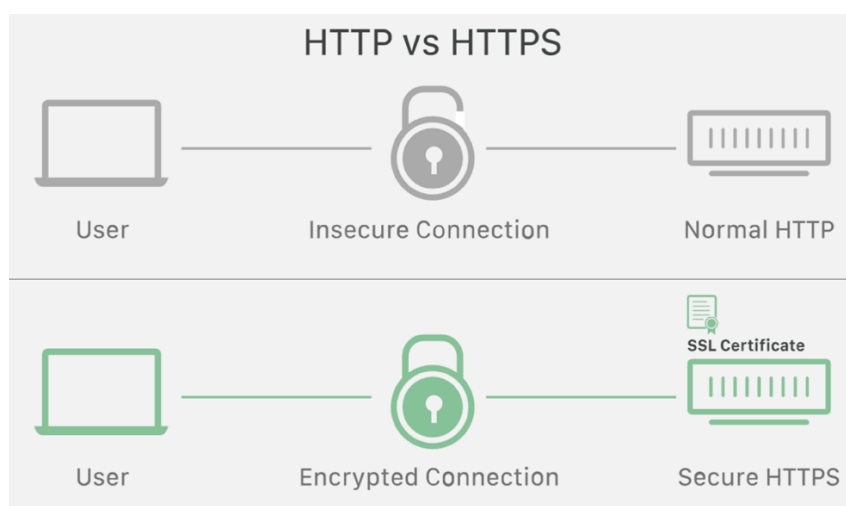 HTTP vs HTTPS
User
Insecure Connection
Normal HTTP
SSL Certificate
User
Encrypted Connection
Secure HTTPS